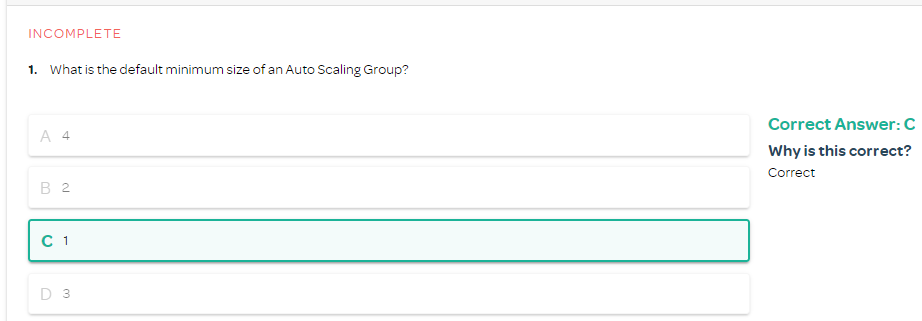 INCOMPLETE
1. What is the default minimum size of an Auto Scaling Group?
A 4
B 2
C 1
D 3
Correct Answer: C
Why is this correct?
Correct